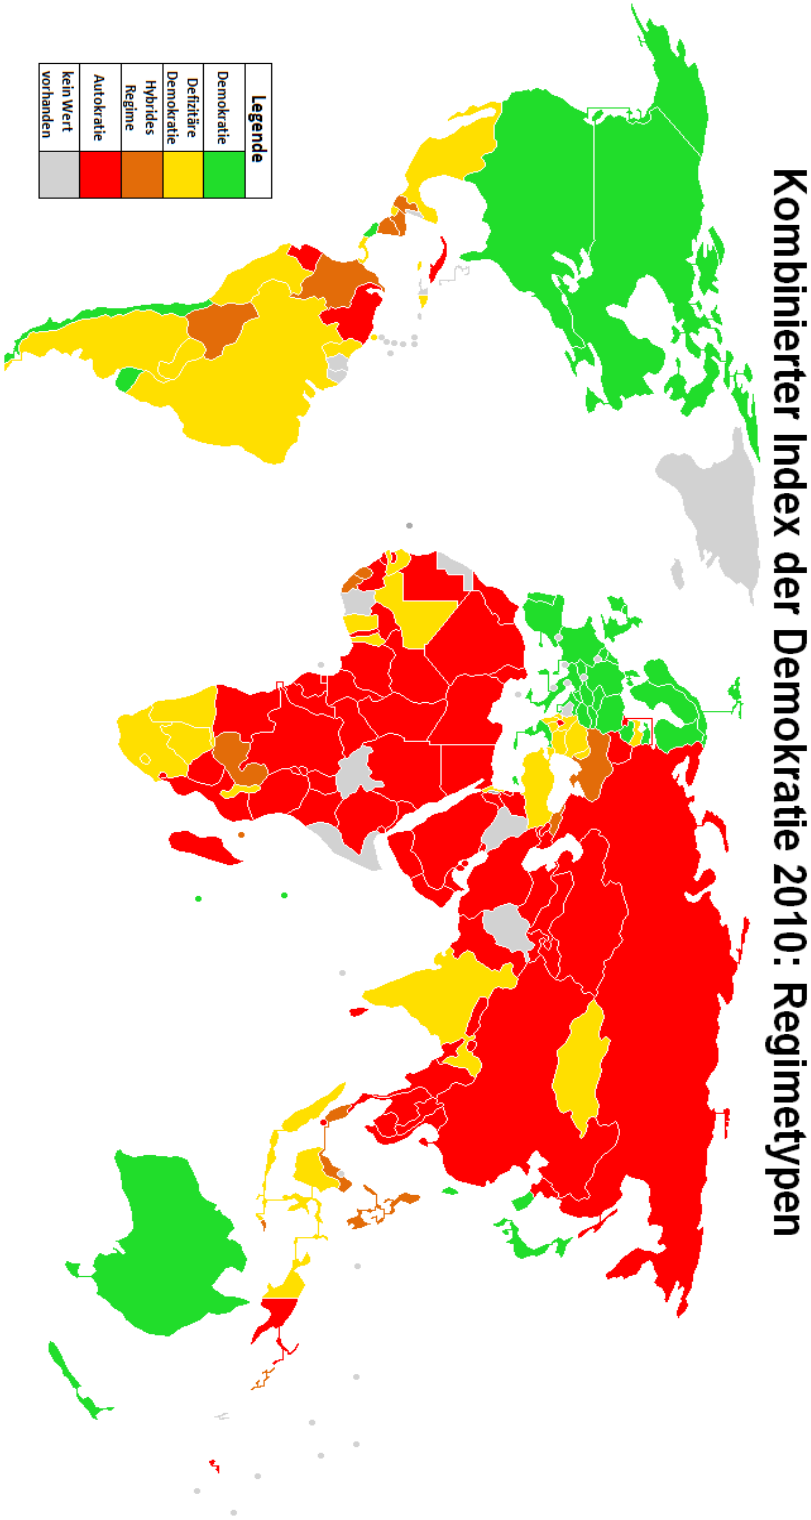 Kombinierter Index der Demokratie 2010: Regimetypen
Legende
Demokratie
Defizitäre
Demokratie
Hybrides
Regime
Autokratie
kein Wert
vorhanden